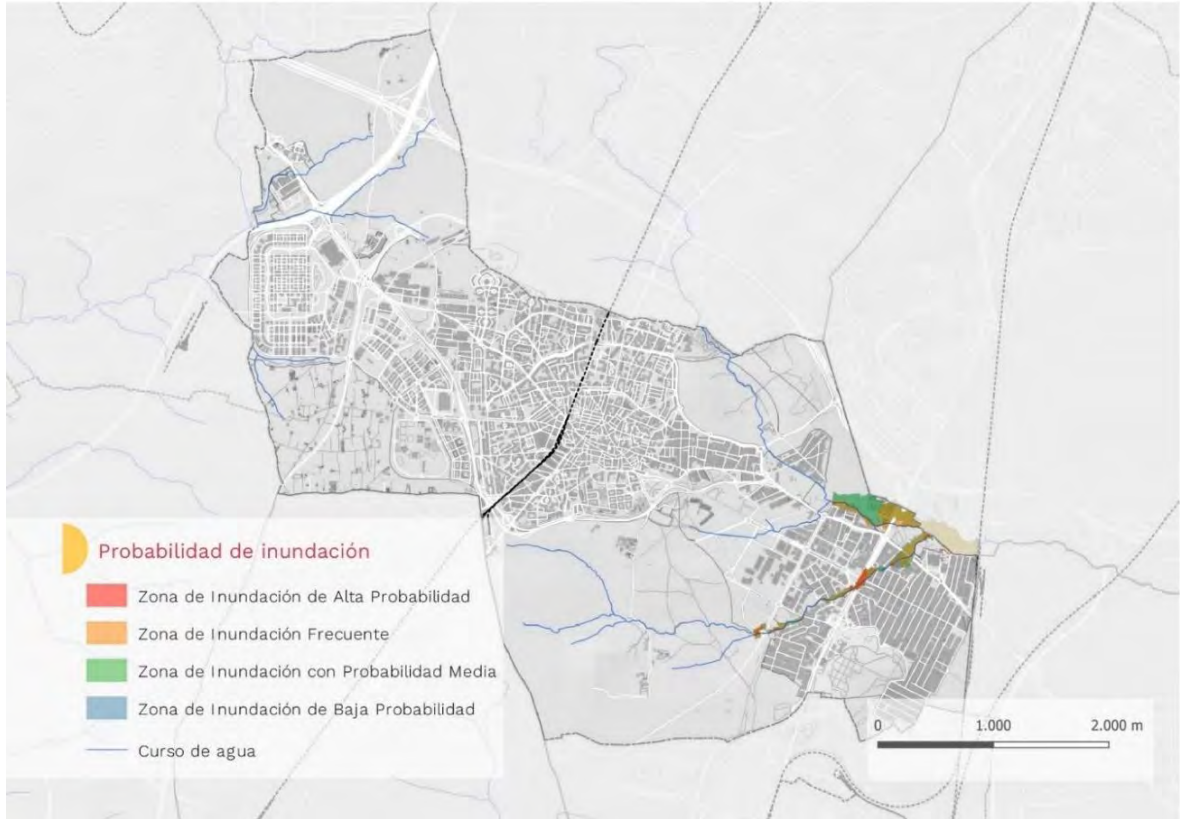 Probabilidad de inundación
Zona de Inundación de Alta Probabilidad
Zona de Inundación Frecuente
Zona de Inundación con Probabilidad Media
Zona de Inundación de Baja Probabilidad
Curso de agua
0 1.000 2.000 m